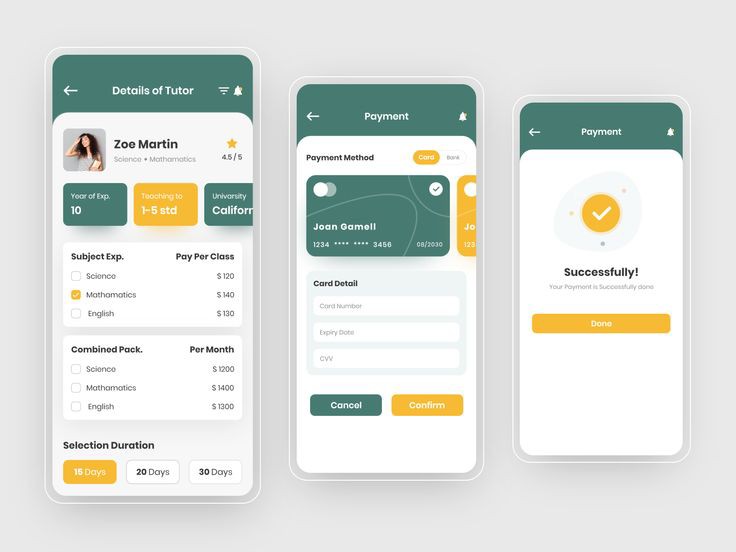 Details of Tutor
Zoe Martin
Science • Mathamatics
4.5 / 5
Year of Exp.
10
Teaching to
1-5 std
Univarsity
Californ
Subject Exp. Pay Per Class
Science $ 120
Mathamatics $ 140
English $ 130
Combined Pack. Per Month
Science $ 1200
Mathamatics $ 1400
English $ 1300
Selection Duration
15 Days 20 Days 30 Days
Payment
Payment Method Card Bank
Joan Gamell
1234 **** **** 3456 08/2030
Jo
123
Card Detail
Card Number
Expiry Date
CVV
Cancel Confirm
Payment
Successfully!
Your Payment is Successfully done
Done